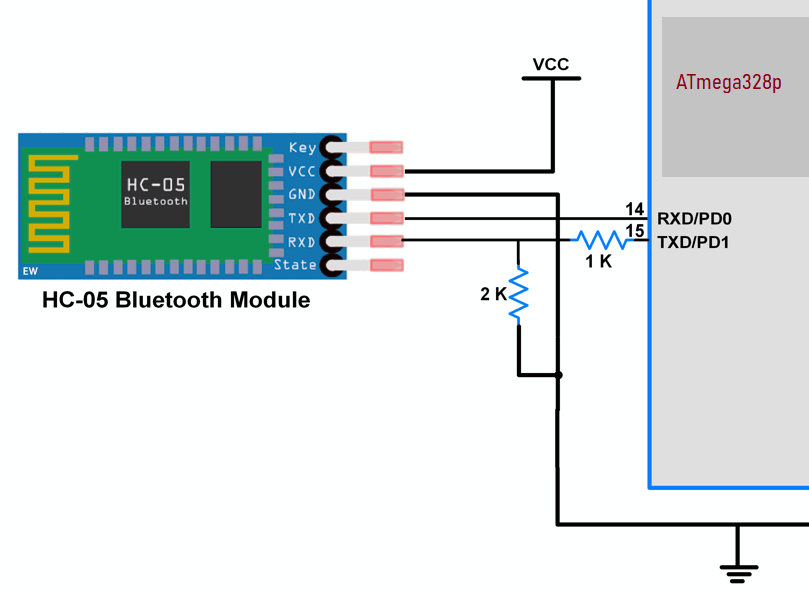 VCC
ATmega328p
Key
VCC
HC-05
Bluetooth
GND
TXD
RXD
State
EW
14
RXD/PD0
15
TXD/PD1
1 K
2 K
HC-05 Bluetooth Module